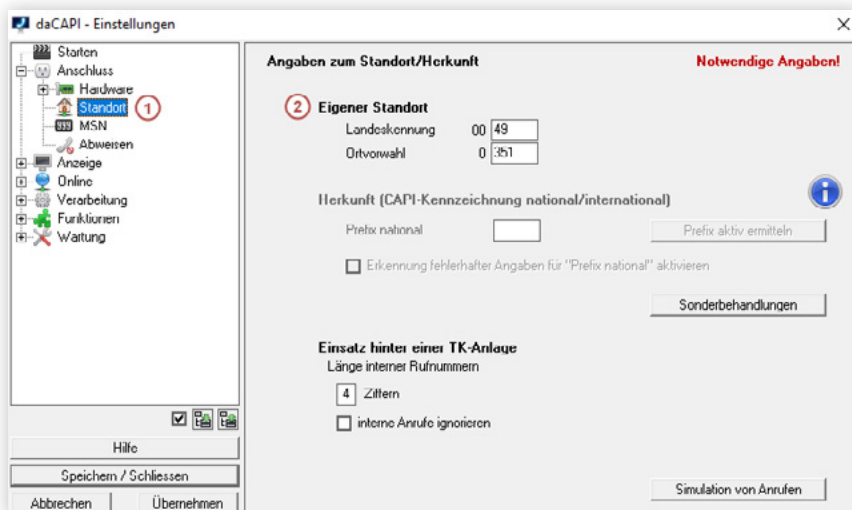 daCAPI - Einstellungen
Starten
Anschluss
Hardware
Standort 1
MSN
Abweisen
Anzeige
Online
Verarbeitung
Funktionen
Wartung
Hilfe
Speichern / Schliessen
Abbrechen Übernehmen
Angaben zum Standort/Herkunft Notwendige Angaben!
2 Eigener Standort
Landeskennung 00 49
Ortvorwahl 0 351
Herkunft (CAPI-Kennzeichnung national/international)
Prefix national Prefix aktiv ermitteln
Erkennung fehlerhafter Angaben für "Prefix national" aktivieren
Sonderbehandlungen
Einsatz hinter einer TK-Anlage
Länge interner Rufnummern
4 Ziffern
interne Anrufe ignorieren
Simulation von Anrufen